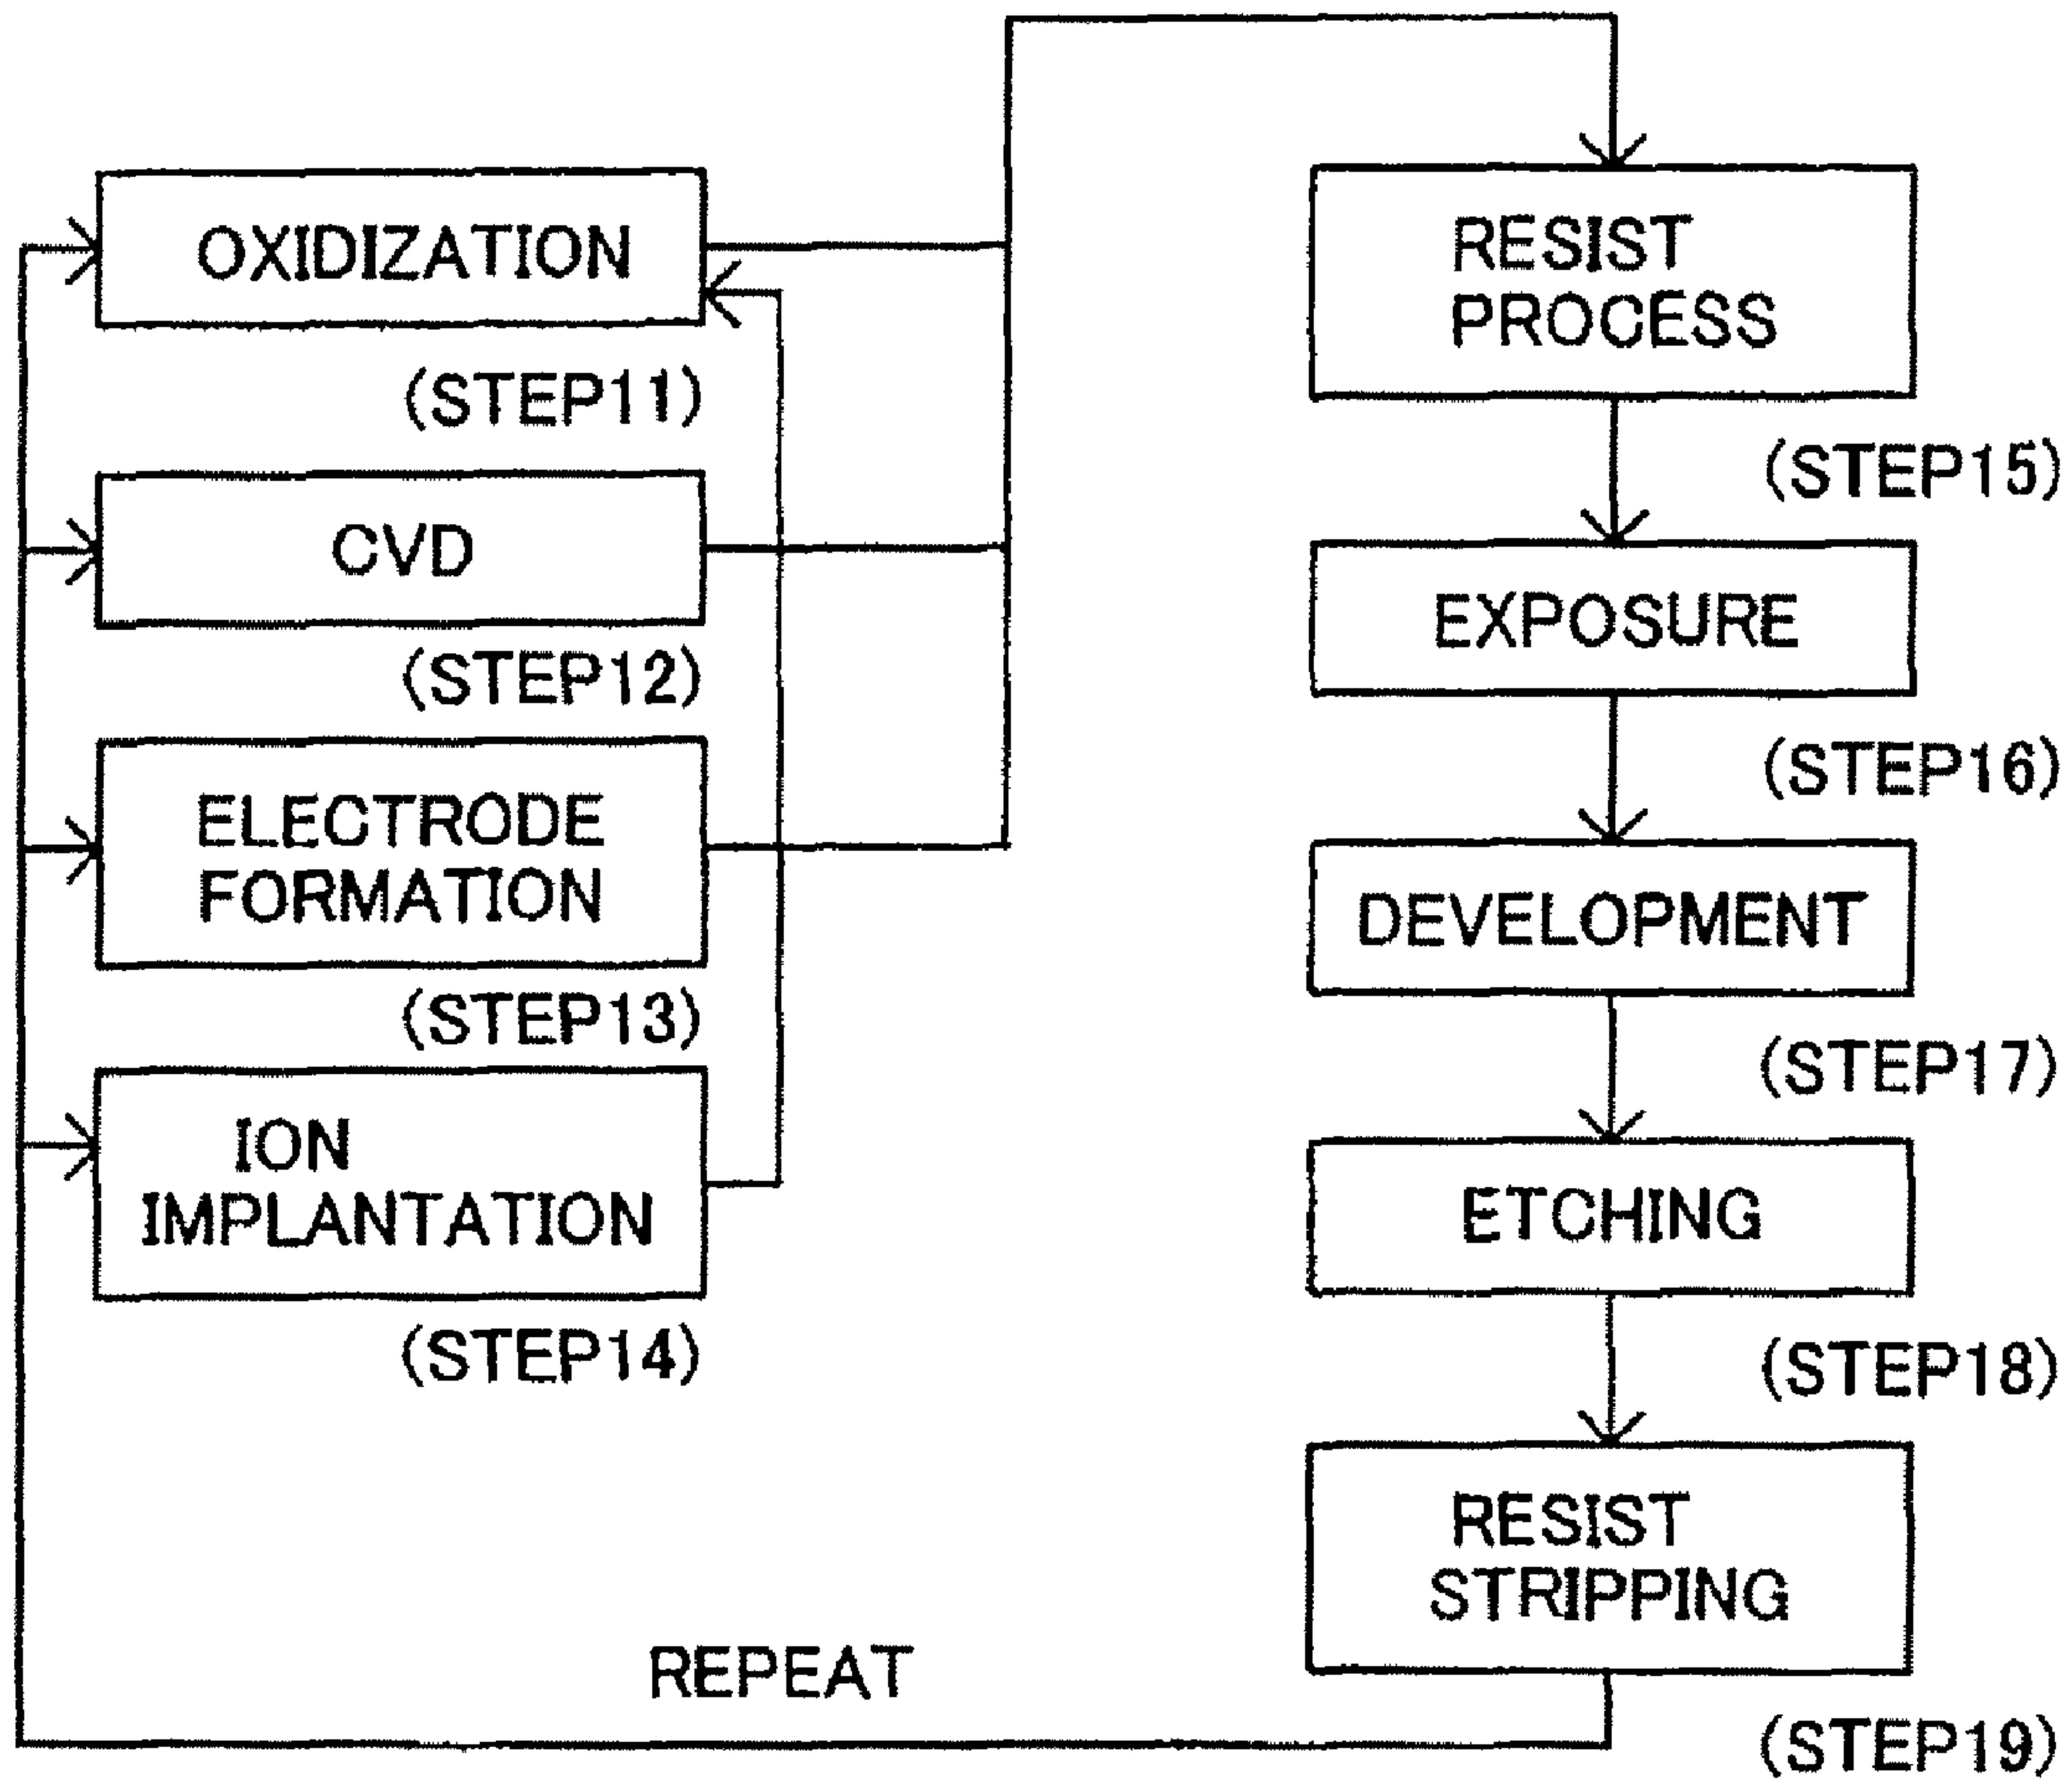 OXIDIZATION
(STEP11)
CVD
(STEP12)
ELECTRODE
FORMATION
(STEP13)
ION
IMPLANTATION
(STEP14)
RESIST
PROCESS
(STEP15)
EXPOSURE
(STEP16)
DEVELOPMENT
(STEP17)
ETCHING
(STEP18)
RESIST
STRIPPING
(STEP19)
REPEAT